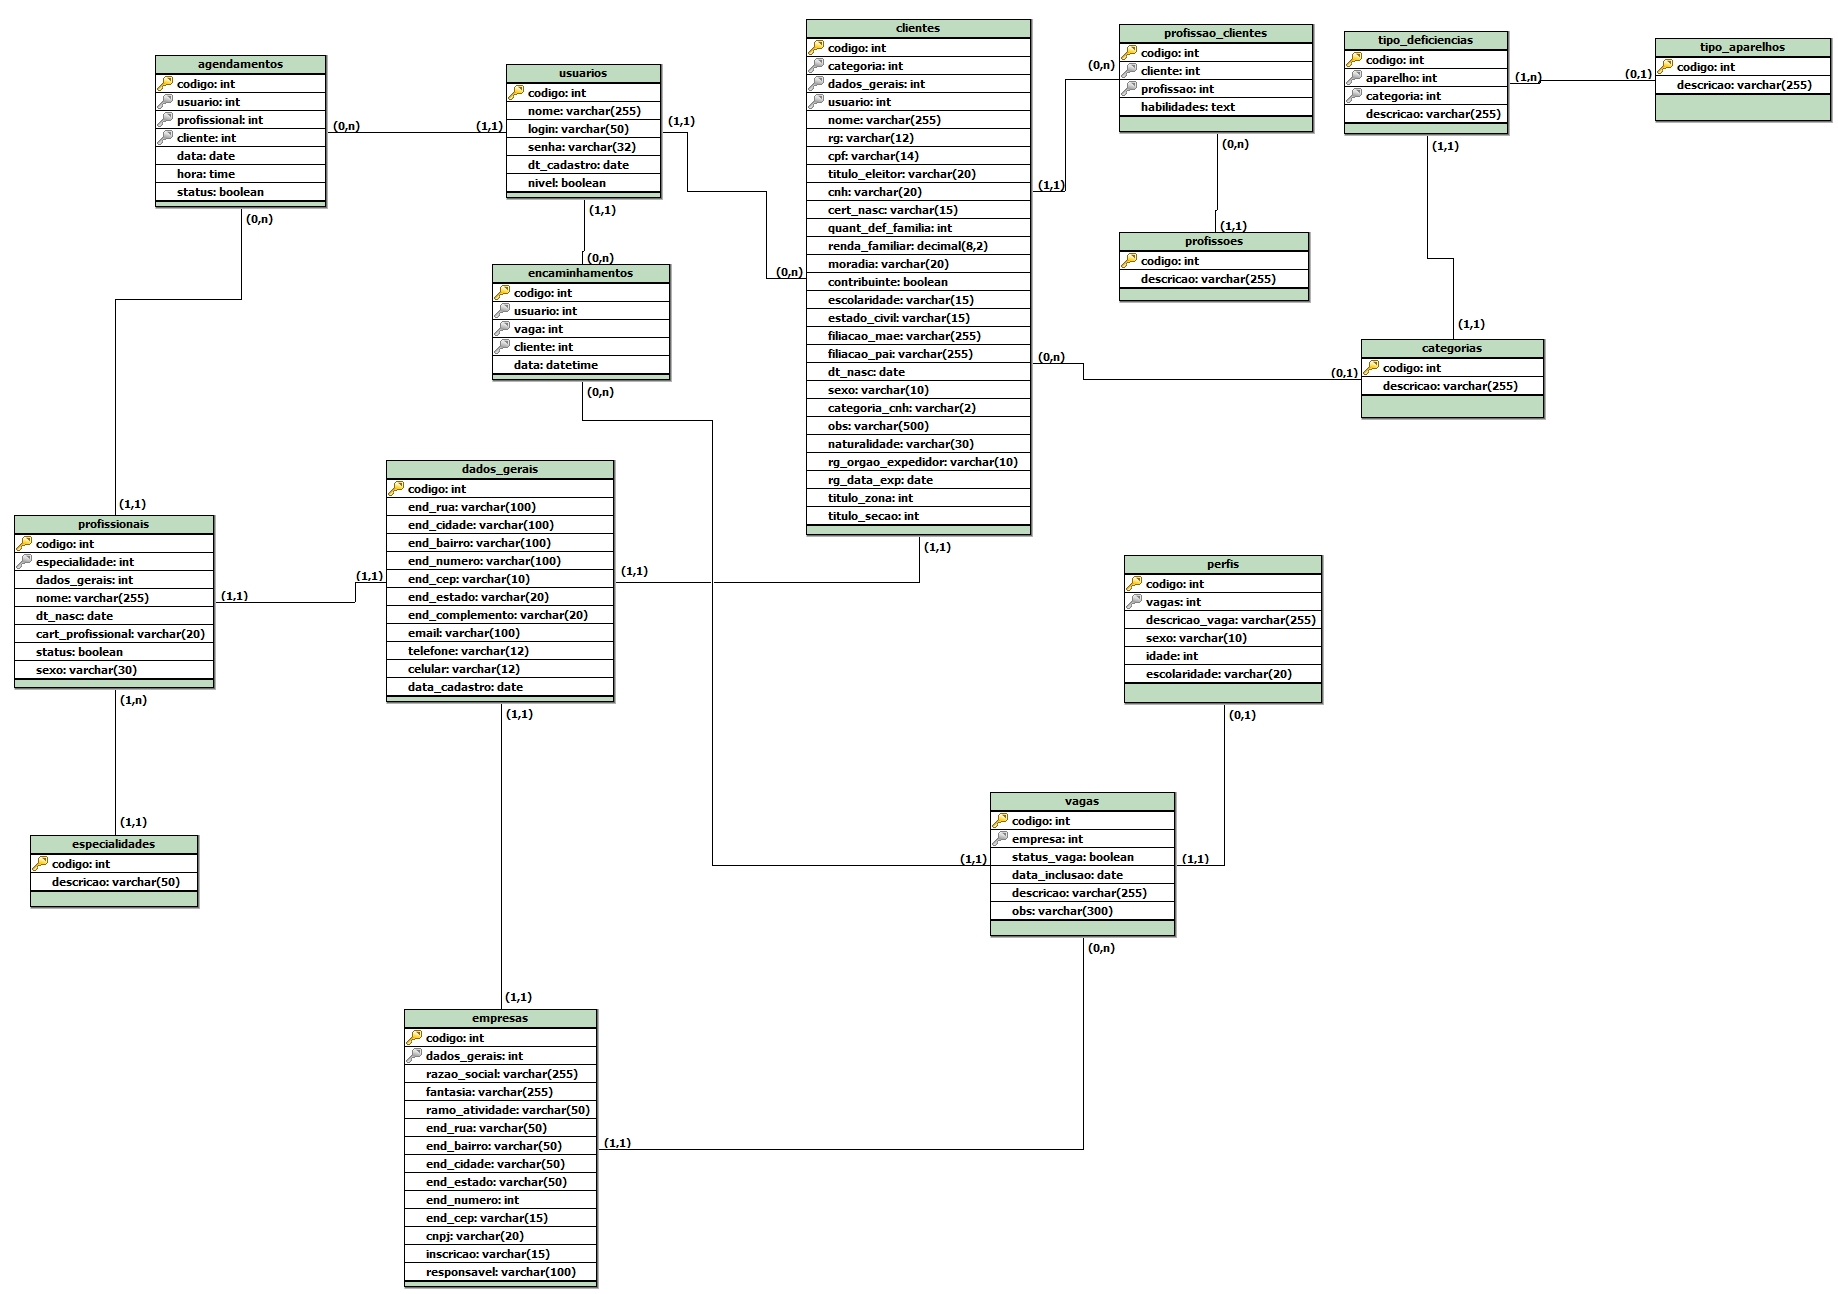 agendamentos
codigo: int
usuario: int
profissional: int
cliente: int
data: date
hora: time
status: boolean
(0,n)
(0,n)
(1,1)
usuarios
codigo: int
nome: varchar(255)
login: varchar(50)
senha: varchar(32)
dt_cadastro: date
nivel: boolean
(1,1)
(1,1)
(0,n)
encaminhamentos
codigo: int
usuario: int
vaga: int
cliente: int
data: datetime
(0,n)
clientes
codigo: int
categoria: int
dados_gerais: int
usuario: int
nome: varchar(255)
rg: varchar(12)
cpf: varchar(14)
titulo_eleitor: varchar(20)
cnh: varchar(20)
cert_nasc: varchar(15)
quant_def_familia: int
renda_familiar: decimal(8,2)
moradia: varchar(20)
contribuinte: boolean
escolaridade: varchar(15)
estado_civil: varchar(15)
filiacao_mae: varchar(255)
filiacao_pai: varchar(255)
dt_nasc: date
sexo: varchar(10)
categoria_cnh: varchar(2)
obs: varchar(500)
naturalidade: varchar(30)
rg_orgao_expedidor: varchar(10)
rg_data_exp: date
titulo_zona: int
titulo_secao: int
(0,n)
(1,1)
(0,n)
(1,1)
(0,n)
profissao_clientes
codigo: int
cliente: int
profissao: int
habilidades: text
(0,n)
(1,1)
profissoes
codigo: int
descricao: varchar(255)
tipo_deficiencias
codigo: int
aparelho: int
categoria: int
descricao: varchar(255)
(1,n)
(0,1)
(1,1)
tipo_aparelhos
codigo: int
descricao: varchar(255)
(1,1)
(0,1)
categorias
codigo: int
descricao: varchar(255)
(1,1)
profissionais
codigo: int
especialidade: int
dados_gerais: int
nome: varchar(255)
dt_nasc: date
cart_profissional: varchar(20)
status: boolean
sexo: varchar(30)
(1,1)
(1,1)
(1,n)
dados_gerais
codigo: int
end_rua: varchar(100)
end_cidade: varchar(100)
end_bairro: varchar(100)
end_numero: varchar(100)
end_cep: varchar(10)
end_estado: varchar(20)
end_complemento: varchar(20)
email: varchar(100)
telefone: varchar(12)
celular: varchar(12)
data_cadastro: date
(1,1)
(1,1)
perfis
codigo: int
vagas: int
descricao_vaga: varchar(255)
sexo: varchar(10)
idade: int
escolaridade: varchar(20)
(0,1)
(1,1)
especialidades
codigo: int
descricao: varchar(50)
vagas
codigo: int
empresa: int
status_vaga: boolean
data_inclusao: date
descricao: varchar(255)
obs: varchar(300)
(1,1)
(1,1)
(0,n)
(1,1)
empresas
codigo: int
dados_gerais: int
razao_social: varchar(255)
fantasia: varchar(255)
ramo_atividade: varchar(50)
end_rua: varchar(50)
end_bairro: varchar(50)
end_cidade: varchar(50)
end_estado: varchar(50)
end_numero: int
end_cep: varchar(15)
cnpj: varchar(20)
inscricao: varchar(15)
responsavel: varchar(100)
(1,1)